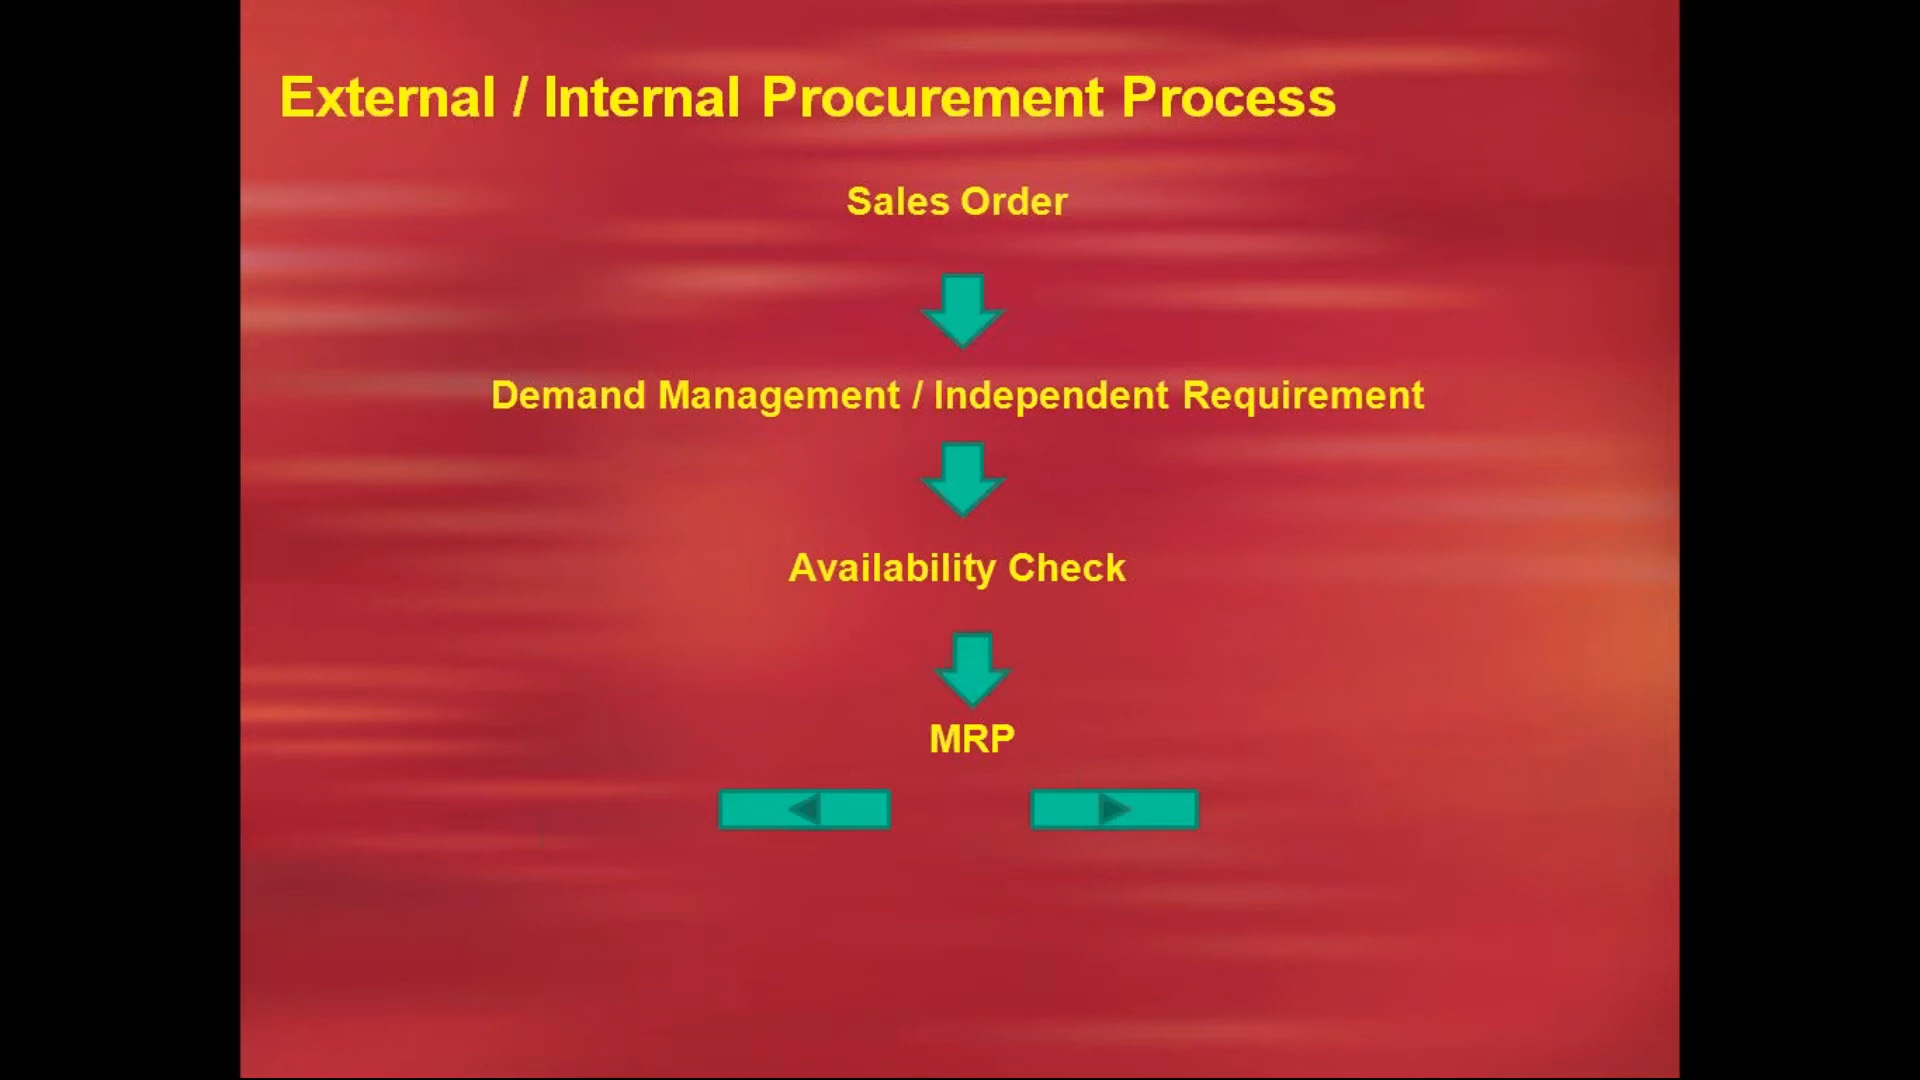 External / Internal Procurement Process
Sales Order
Demand Management / Independent Requirement
Availability Check
MRP